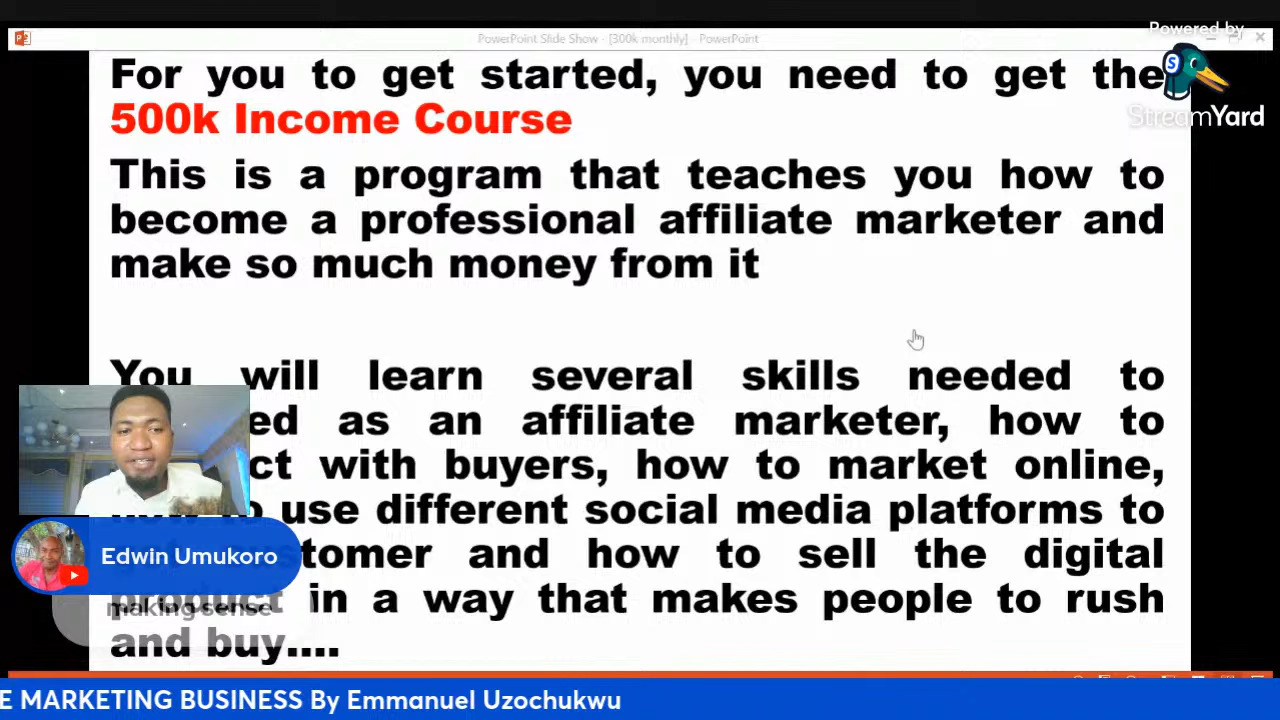 PowerPoint Slide Show - [300k monthly] - PowerPoint
Powered by
StreamYard
For you to get started, you need to get the
500k Income Course
This is a program that teaches you how to
become a professional affiliate marketer and
make so much money from it
You will learn several skills needed to
ed as an affiliate marketer, how to
ct with buyers, how to market online,
how to use different social media platforms to
stomer and how to sell the digital
product in a way that makes people to rush
and buy....
Edwin Umukoro
making sense
E MARKETING BUSINESS By Emmanuel Uzochukwu